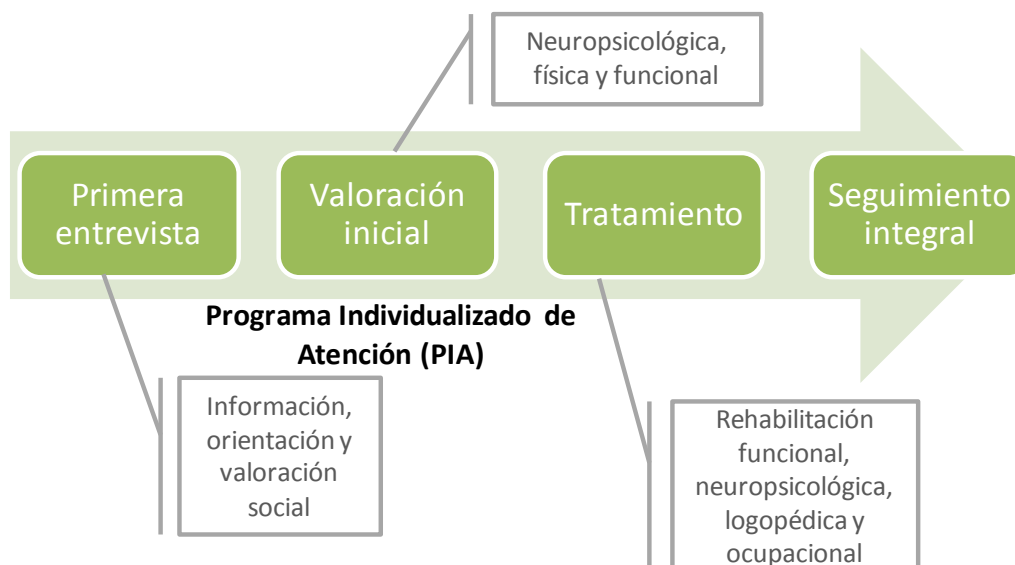 Neuropsicológica,
física y funcional
Primera
entrevista
Valoración
inicial
Tratamiento
Seguimiento
integral
Programa Individualizado de
Atención (PIA)
Información,
orientación y
valoración
social
Rehabilitación
funcional,
neuropsicológica,
logopédica y
ocupacional